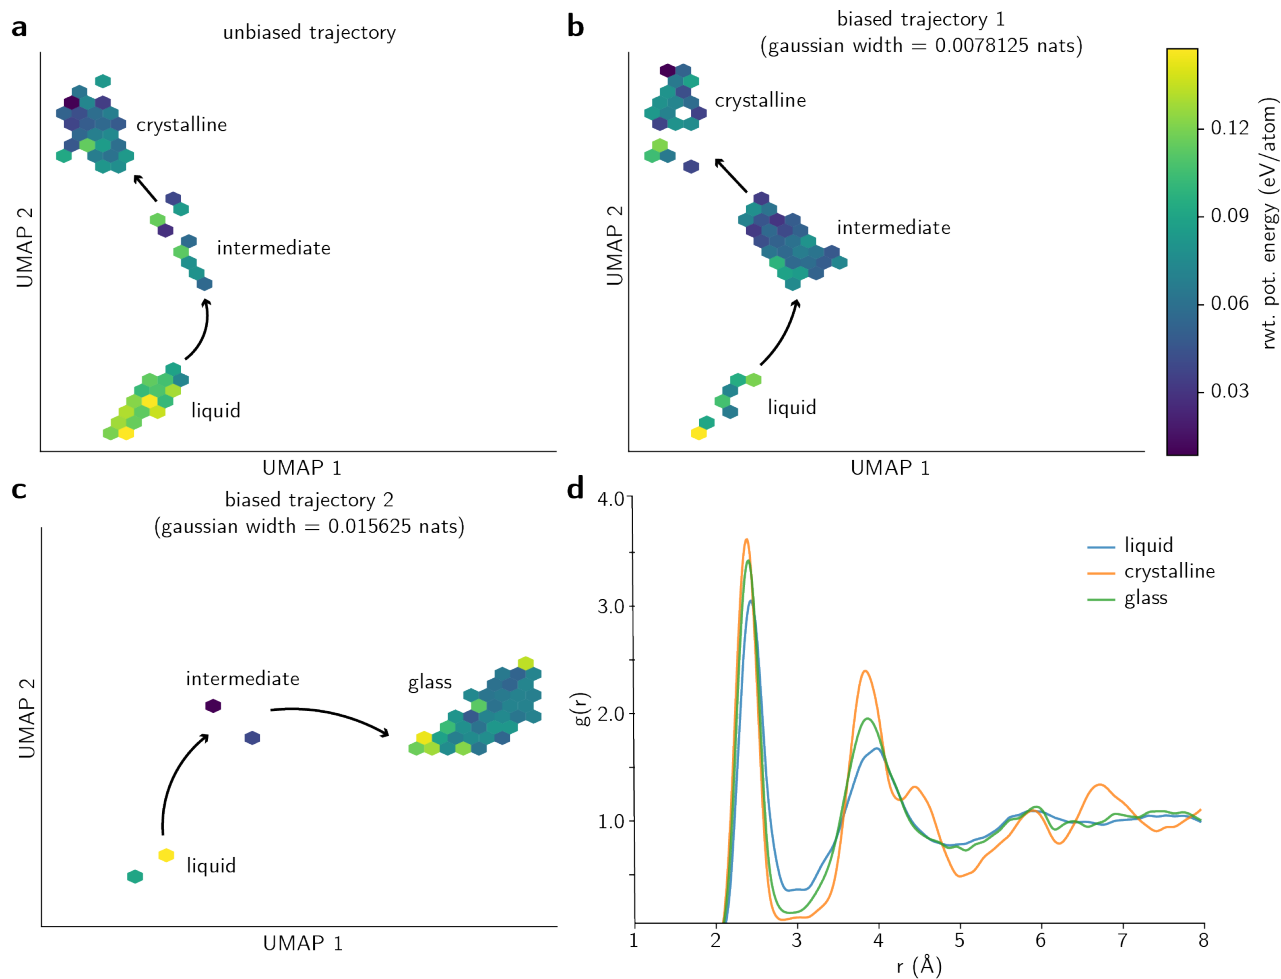 a
unbiased trajectory
crystalline
intermediate
liquid
UMAP 2
UMAP 1
b
biased trajectory 1
(gaussian width = 0.0078125 nats)
crystalline
intermediate
liquid
UMAP 2
UMAP 1
0.12
0.09
0.06
0.03
rwt. pot. energy (eV/atom)
c
biased trajectory 2
(gaussian width = 0.015625 nats)
intermediate
glass
liquid
UMAP 2
UMAP 1
d
4.0
3.0
2.0
1.0
g(r)
liquid
crystalline
glass
1 2 3 4 5 6 7 8
r (Å)